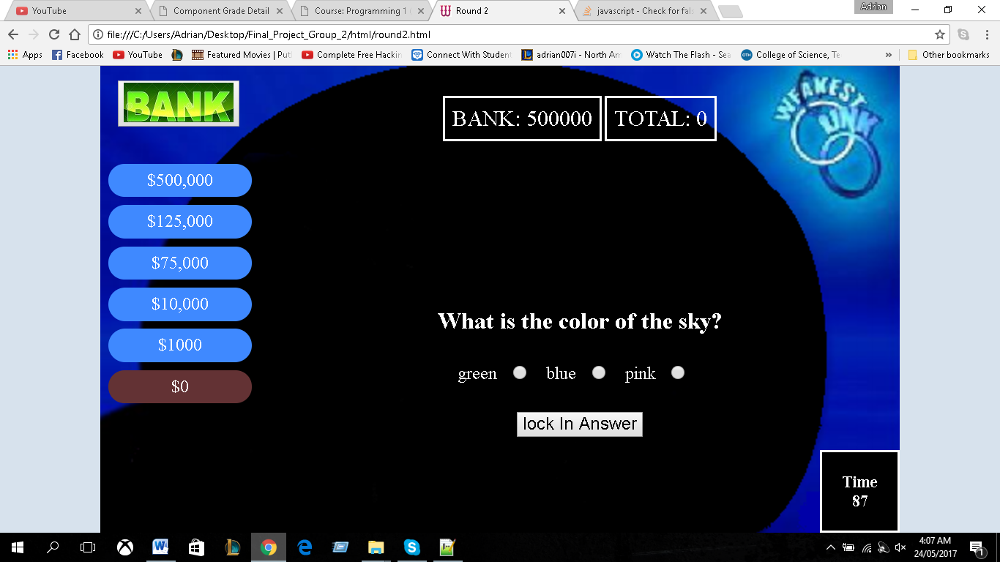 YouTube
Component Grade Detail
Course: Programming 1 (
Round 2
javascript - Check for fals
Adrian
file:///C:/Users/Adrian/Desktop/Final_Project_Group_2/html/round2.html
Apps
Facebook
YouTube
Featured Movies | Put
Complete Free Hackin
Connect With Student
adrian007i - North Am
Watch The Flash - Sea
College of Science, Te
»
Other bookmarks
BANK
BANK: 500000
TOTAL: 0
WEAKEST
LINK
$500,000
$125,000
$75,000
$10,000
$1000
$0
What is the color of the sky?
green blue pink
lock In Answer
Time
87
4:07 AM
24/05/2017
1